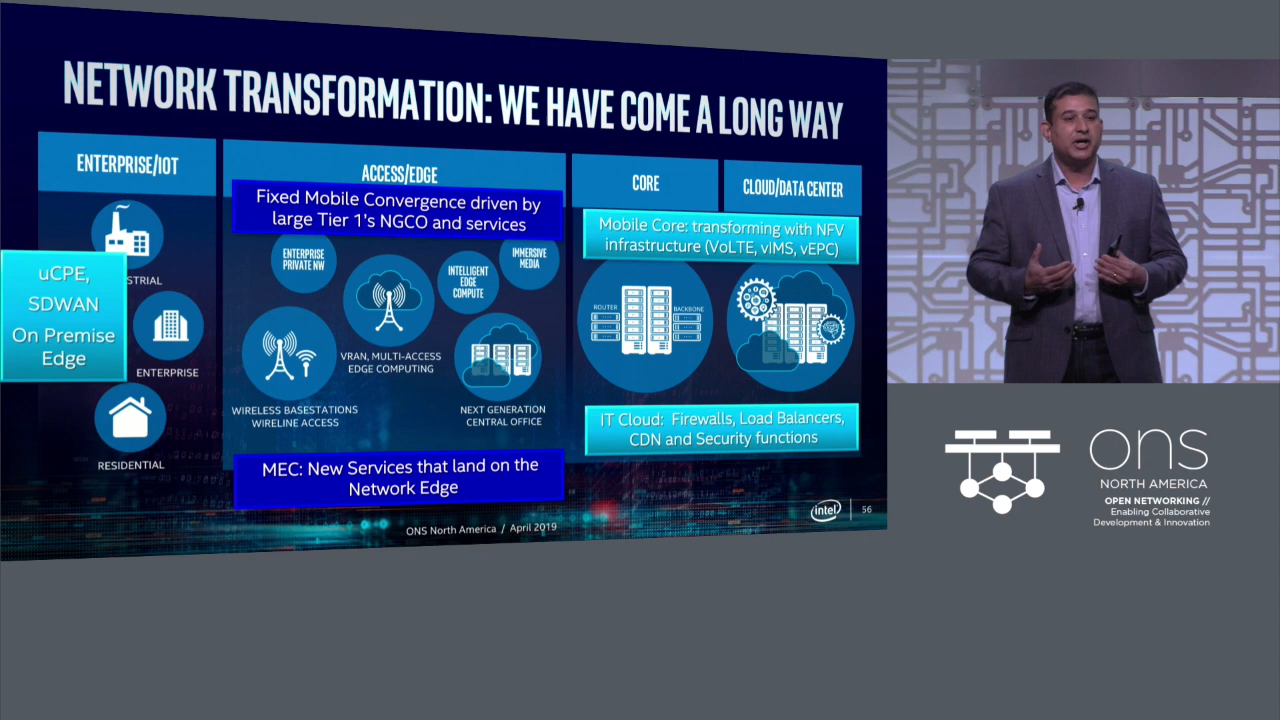 NETWORK TRANSFORMATION: WE HAVE COME A LONG WAY
ENTERPRISE/IOT
STRIAL
uCPE,
SDWAN
On Premise
Edge
ENTERPRISE
RESIDENTIAL
ACCESS/EDGE
Fixed Mobile Convergence driven by
large Tier 1's NGCO and services
ENTERPRISE
PRIVATE NW
INTELLIGENT
EDGE
COMPUTE
IMMERSIVE
MEDIA
VRAN, MULTI-ACCESS
EDGE COMPUTING
WIRELESS BASESTATIONS
WIRELINE ACCESS
NEXT GENERATION
CENTRAL OFFICE
MEC: New Services that land on the
Network Edge
CORE
CLOUD/DATA CENTER
Mobile Core: transforming with NFV
infrastructure (VoLTE, vIMS, vEPC)
ROUTER
BACKBONE
IT Cloud: Firewalls, Load Balancers,
CDN and Security functions
ONS North America / April 2019
intel
56
ons
NORTH AMERICA
OPEN NETWORKING //
Enabling Collaborative
Development & Innovation